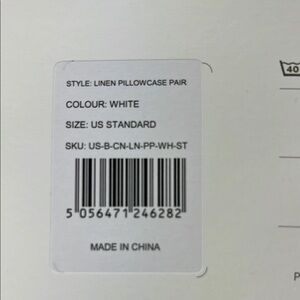 STYLE: LINEN PILLOWCASE PAIR
COLOUR: WHITE
SIZE: US STANDARD
SKU: US-B-CN-LN-PP-WH-ST
5 056471 246282
MADE IN CHINA
40
P